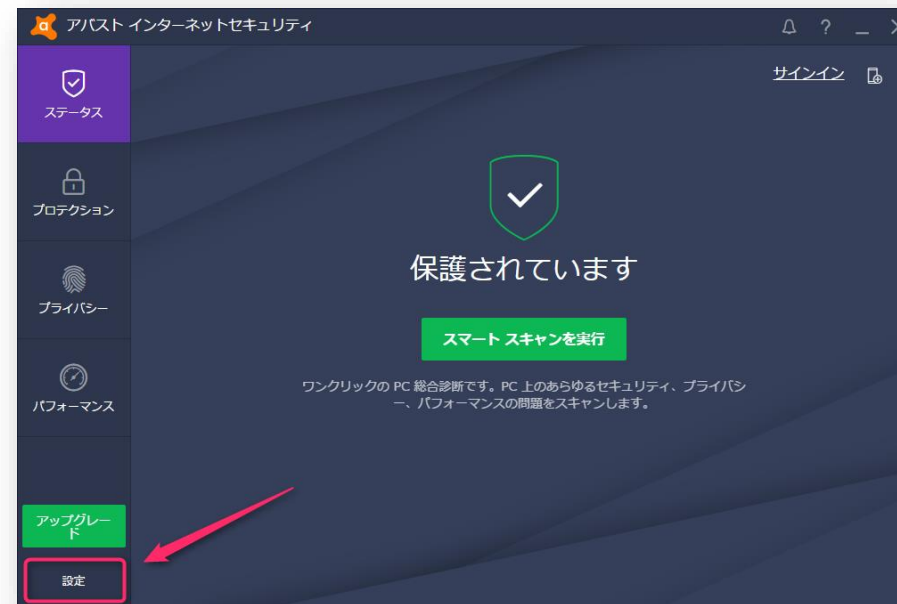 アバスト インターネットセキュリティ
?
サインイン
ステータス
プロテクション
プライバシー
パフォーマンス
アップグレー
ド
設定
保護されています
スマート スキャンを実行
ワンクリックの PC 総合診断です。PC 上のあらゆるセキュリティ、プライバシ
ー、パフォーマンスの問題をスキャンします。